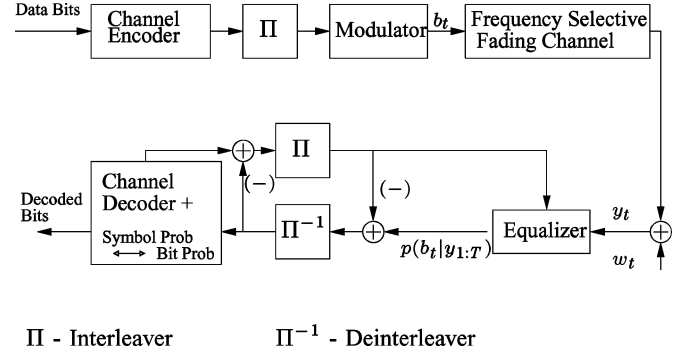 Data Bits
Channel
Encoder
Π
Modulator
b_t
Frequency Selective
Fading Channel
Π
(−)
(−)
Channel
Decoder +
Symbol Prob
Bit Prob
Decoded
Bits
Π^{-1}
p(b_t|y_{1:T})
Equalizer
y_t
w_t
Π - Interleaver
Π^{-1} - Deinterleaver